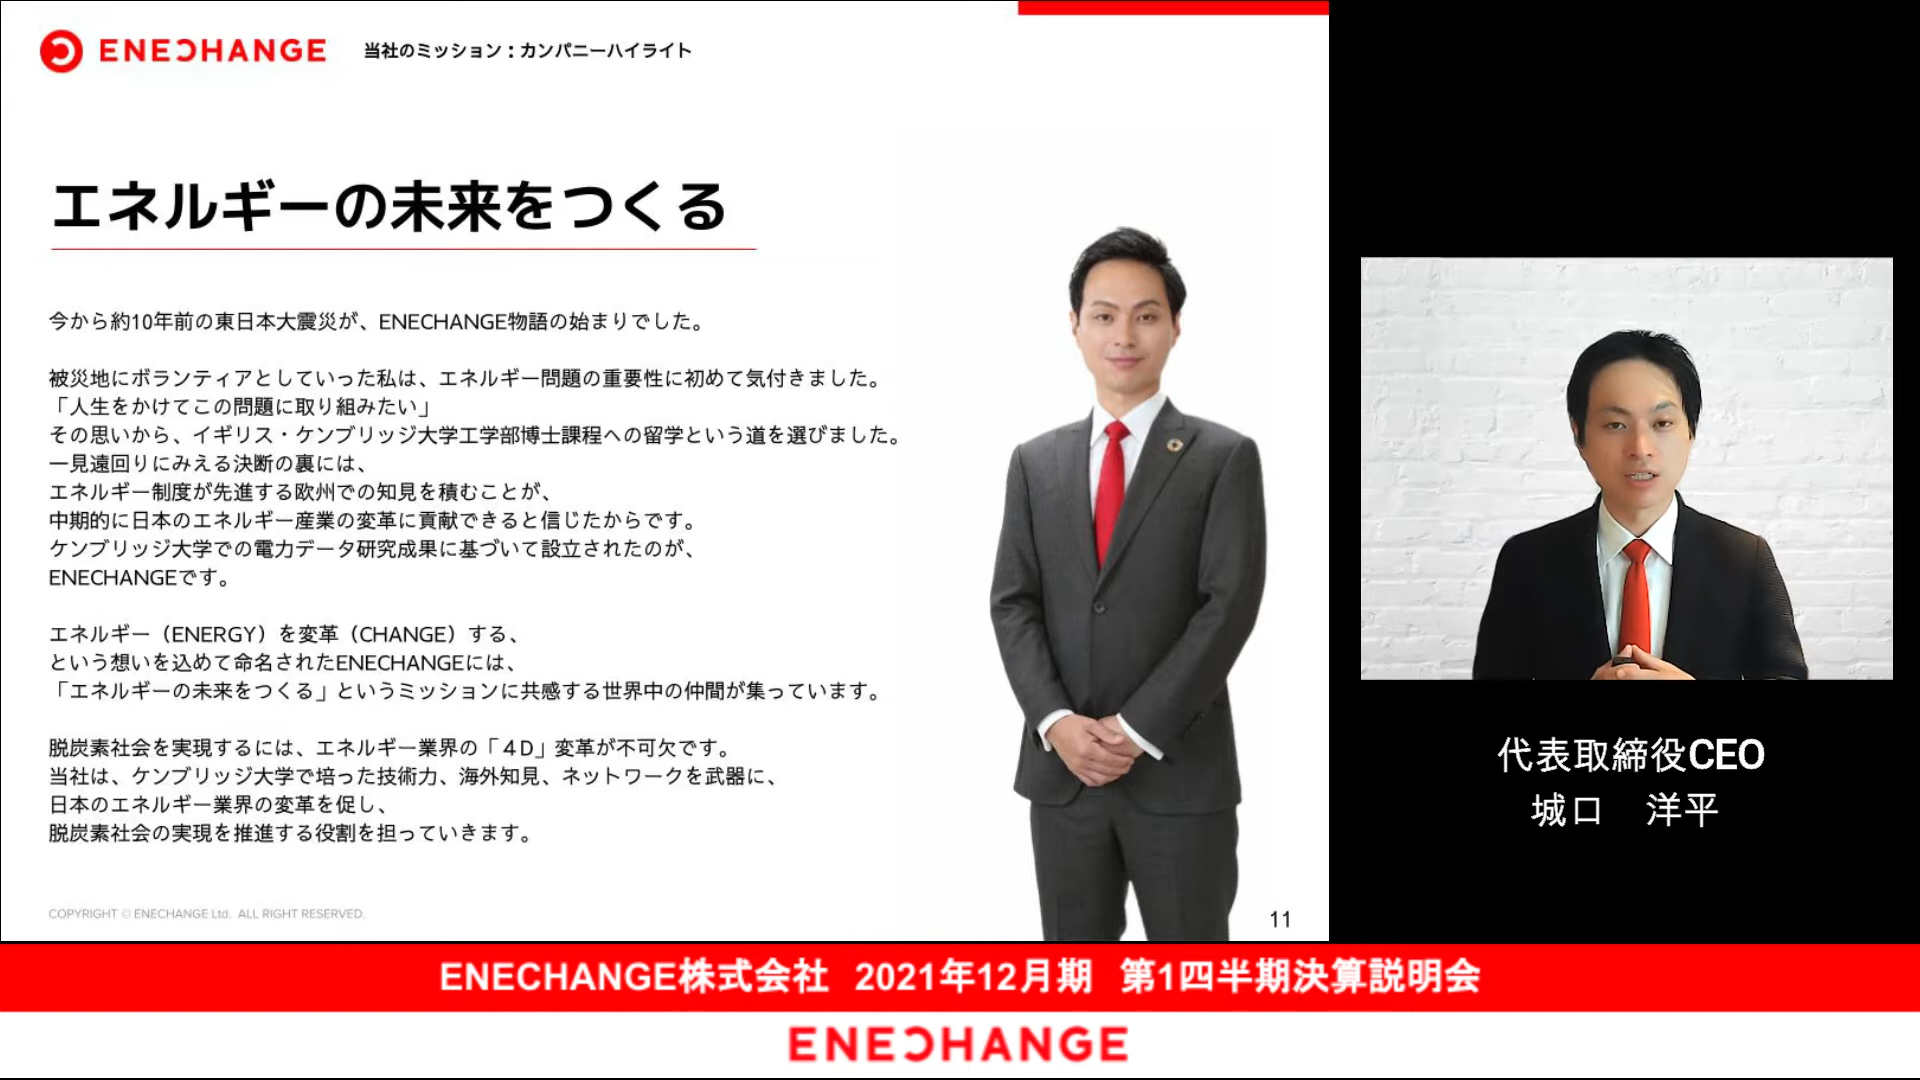 ENECHANGE 当社のミッション：カンパニーハイライト
エネルギーの未来をつくる
今から約10年前の東日本大震災が、ENECHANGE物語の始まりでした。
被災地にボランティアとしていった私は、エネルギー問題の重要性に初めて気付きました。
「人生をかけてこの問題に取り組みたい」
その思いから、イギリス・ケンブリッジ大学工学部博士課程への留学という道を選びました。
一見遠回りにみえる決断の裏には、
エネルギー制度が先進する欧州での知見を積むことが、
中期的に日本のエネルギー産業の変革に貢献できると信じたからです。
ケンブリッジ大学での電力データ研究成果に基づいて設立されたのが、
ENECHANGEです。
エネルギー（ENERGY）を変革（CHANGE）する、
という想いを込めて命名されたENECHANGEには、
「エネルギーの未来をつくる」というミッションに共感する世界中の仲間が集っています。
脱炭素社会を実現するには、エネルギー業界の「４D」変革が不可欠です。
当社は、ケンブリッジ大学で培った技術力、海外知見、ネットワークを武器に、
日本のエネルギー業界の変革を促し、
脱炭素社会の実現を推進する役割を担っていきます。
COPYRIGHT © ENECHANGE Ltd. ALL RIGHT RESERVED.
11
代表取締役CEO
城口　洋平
ENECHANGE株式会社 2021年12月期 第1四半期決算説明会
ENECHANGE